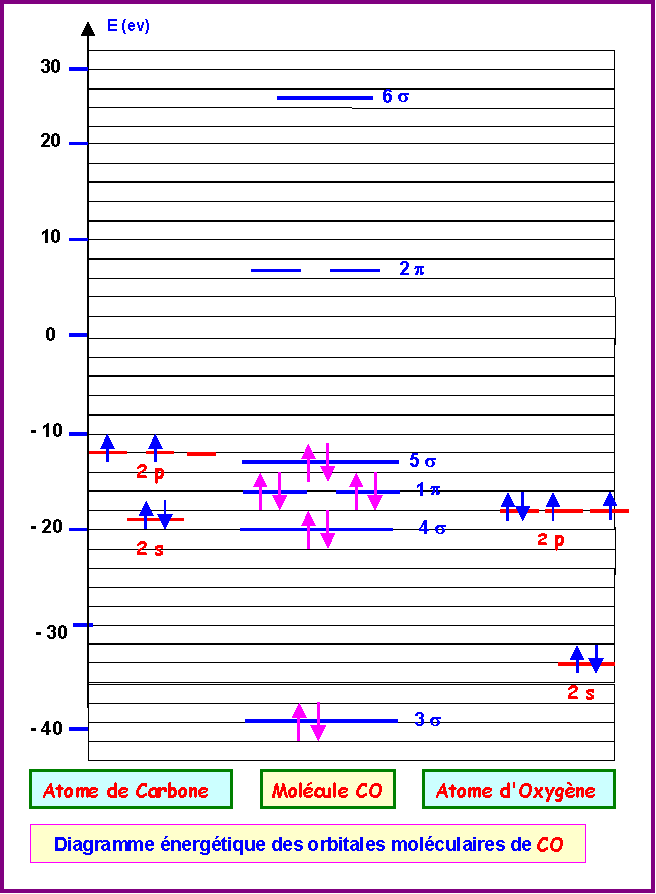 E (ev)
30
6 σ
20
10
2 π
0
- 10
5 σ
2 p
1 π
- 20
4 σ
2 s
2 p
- 30
2 s
3 σ
- 40
Atome de Carbone
Molécule CO
Atome d'Oxygène
Diagramme énergétique des orbitales moléculaires de CO